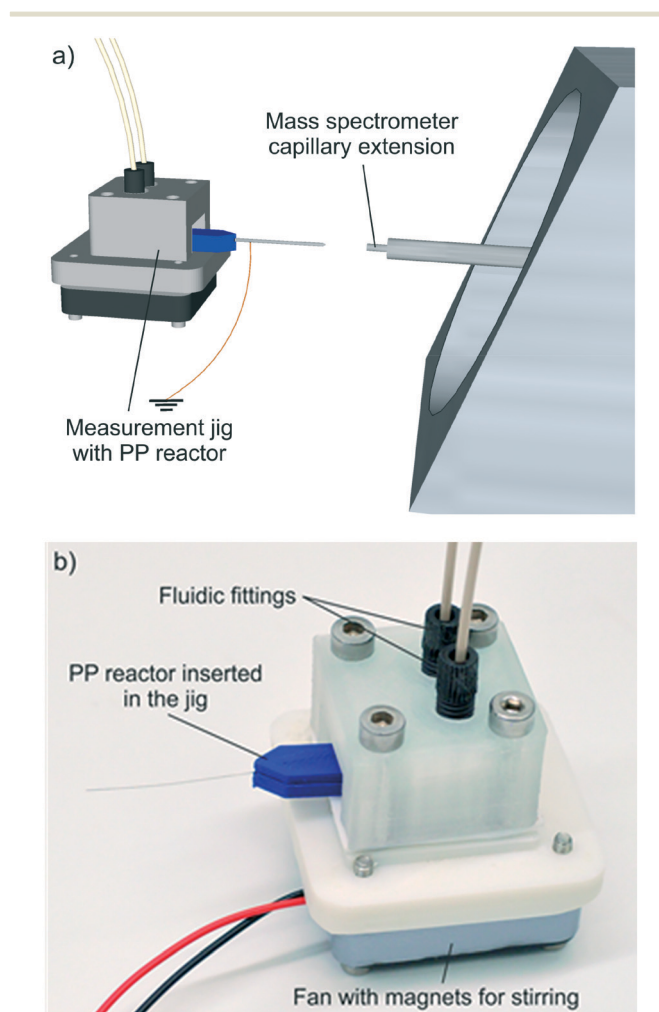 a)
Mass spectrometer
capillary extension
Measurement jig
with PP reactor
b)
Fluidic fittings
PP reactor inserted
in the jig
Fan with magnets for stirring